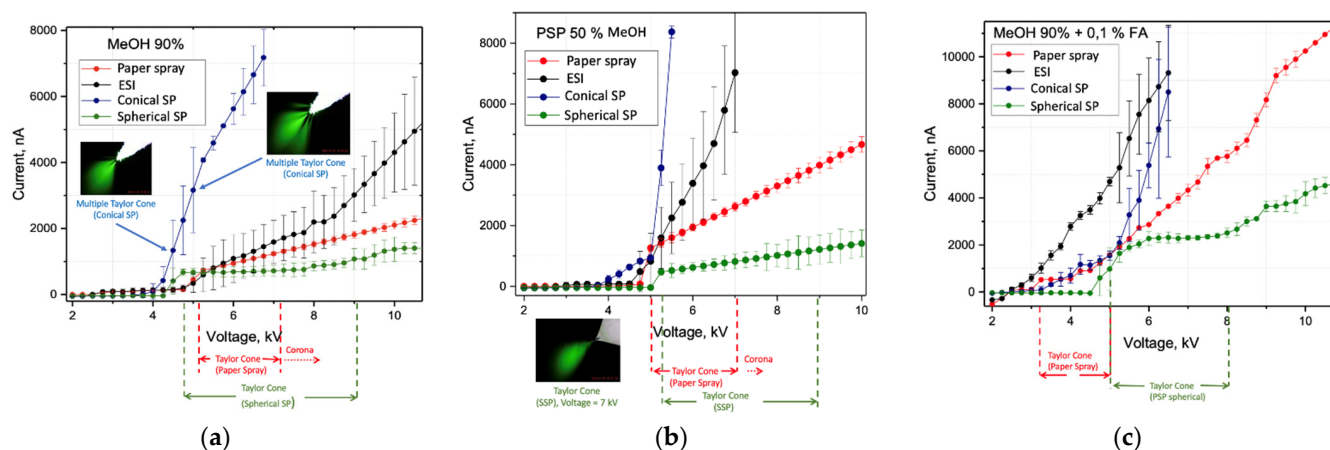 MeOH 90%
Paper spray
ESI
Conical SP
Spherical SP
Multiple Taylor Cone
(Conical SP)
Multiple Taylor Cone
(Conical SP)
Current, nA
8000
6000
4000
2000
0
2 4 6 8 10
Voltage, kV
Taylor Cone
(Paper Spray)
Corona
Taylor Cone
(Spherical SP)
(a)
PSP 50 % MeOH
Paper spray
ESI
Conical SP
Spherical SP
Current, nA
8000
6000
4000
2000
0
2 3 4 5 6 7 8 9 10
Voltage, kV
Taylor Cone
(Paper Spray)
Corona
Taylor Cone
(SSP), Voltage = 7 kV
Taylor Cone
(SSP)
(b)
MeOH 90% + 0,1 % FA
Paper spray
ESI
Conical SP
Spherical SP
Current, nA
10000
8000
6000
4000
2000
0
2 4 6 8 10
Voltage, kV
Taylor Cone
(Paper Spray)
Taylor Cone
(PSP spherical)
(c)